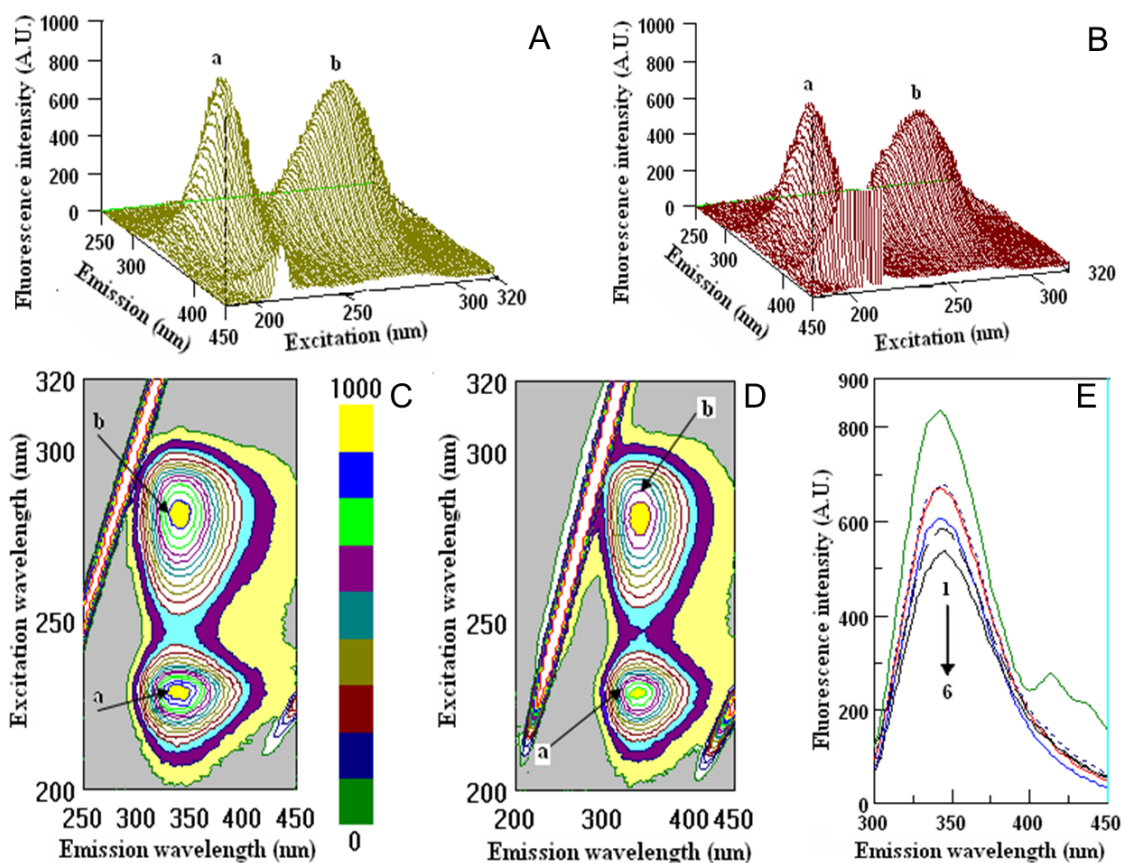 A
Fluorescence intensity (A.U.)
1000
800
600
400
200
0
a
b
250
300
400
450
Emission (nm)
200
250
300
320
Excitation (nm)
B
Fluorescence intensity (A.U.)
1000
800
600
400
200
0
a
b
250
300
400
450
Emission (nm)
200
250
300
320
Excitation (nm)
C
Excitation wavelength (nm)
320
300
250
200
b
a
250 300 350 400 450
Emission wavelength (nm)
1000
0
D
Excitation wavelength (nm)
320
300
250
200
b
a
200 300 400 450
Emission wavelength (nm)
E
Fluorescence intensity (A.U.)
900
800
600
400
200
0
1
6
300 350 400 450
Emission wavelength (nm)